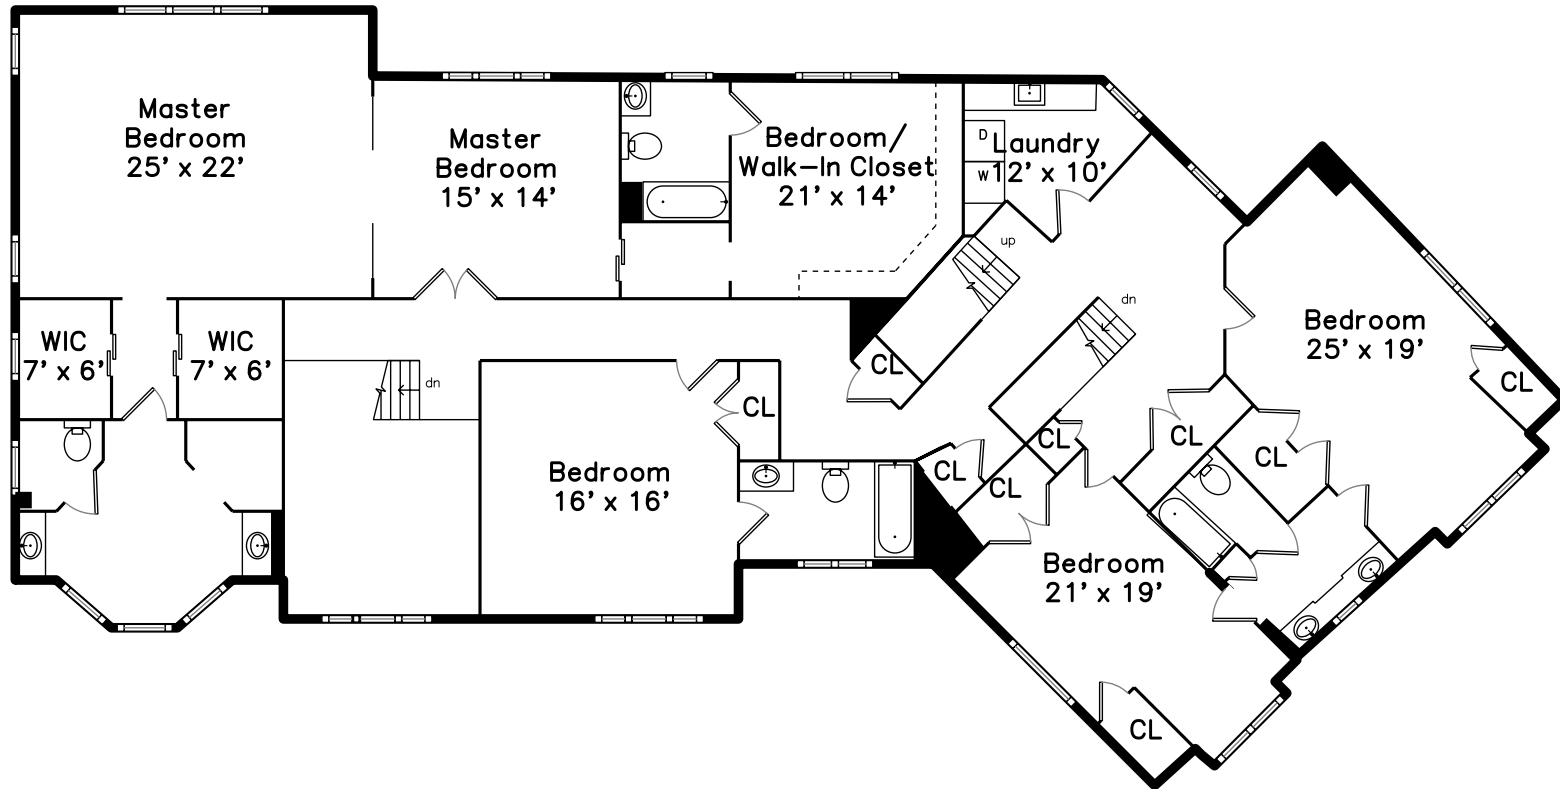 Master
Bedroom
25' x 22'
Master
Bedroom
15' x 14'
Bedroom/
Walk-In Closet
21' x 14'
D
W
Laundry
12' x 10'
up
dn
Bedroom
25' x 19'
WIC
7' x 6'
WIC
7' x 6'
dn
CL
CL
CL
CL
CL
CL
CL
CL
Bedroom
16' x 16'
CL
Bedroom
21' x 19'
CL